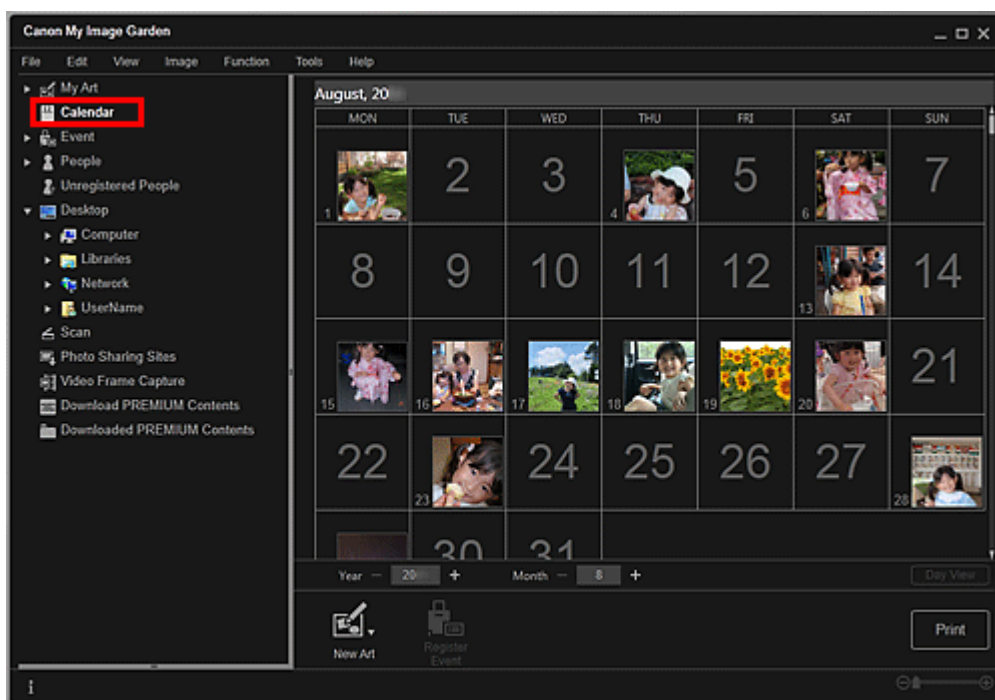 Canon My Image Garden
File Edit View Image Function Tools Help
My Art
Calendar
Event
People
Unregistered People
Desktop
Computer
Libraries
Network
UserName
Scan
Photo Sharing Sites
Video Frame Capture
Download PREMIUM Contents
Downloaded PREMIUM Contents
August, 20
MON TUE WED THU FRI SAT SUN
1 2 3 4 5 6 7
8 9 10 11 12 13 14
15 16 17 18 19 20 21
22 23 24 25 26 27 28
30 31
Year − 20 + Month − 8 + Day View
New Art
Register Event
Print